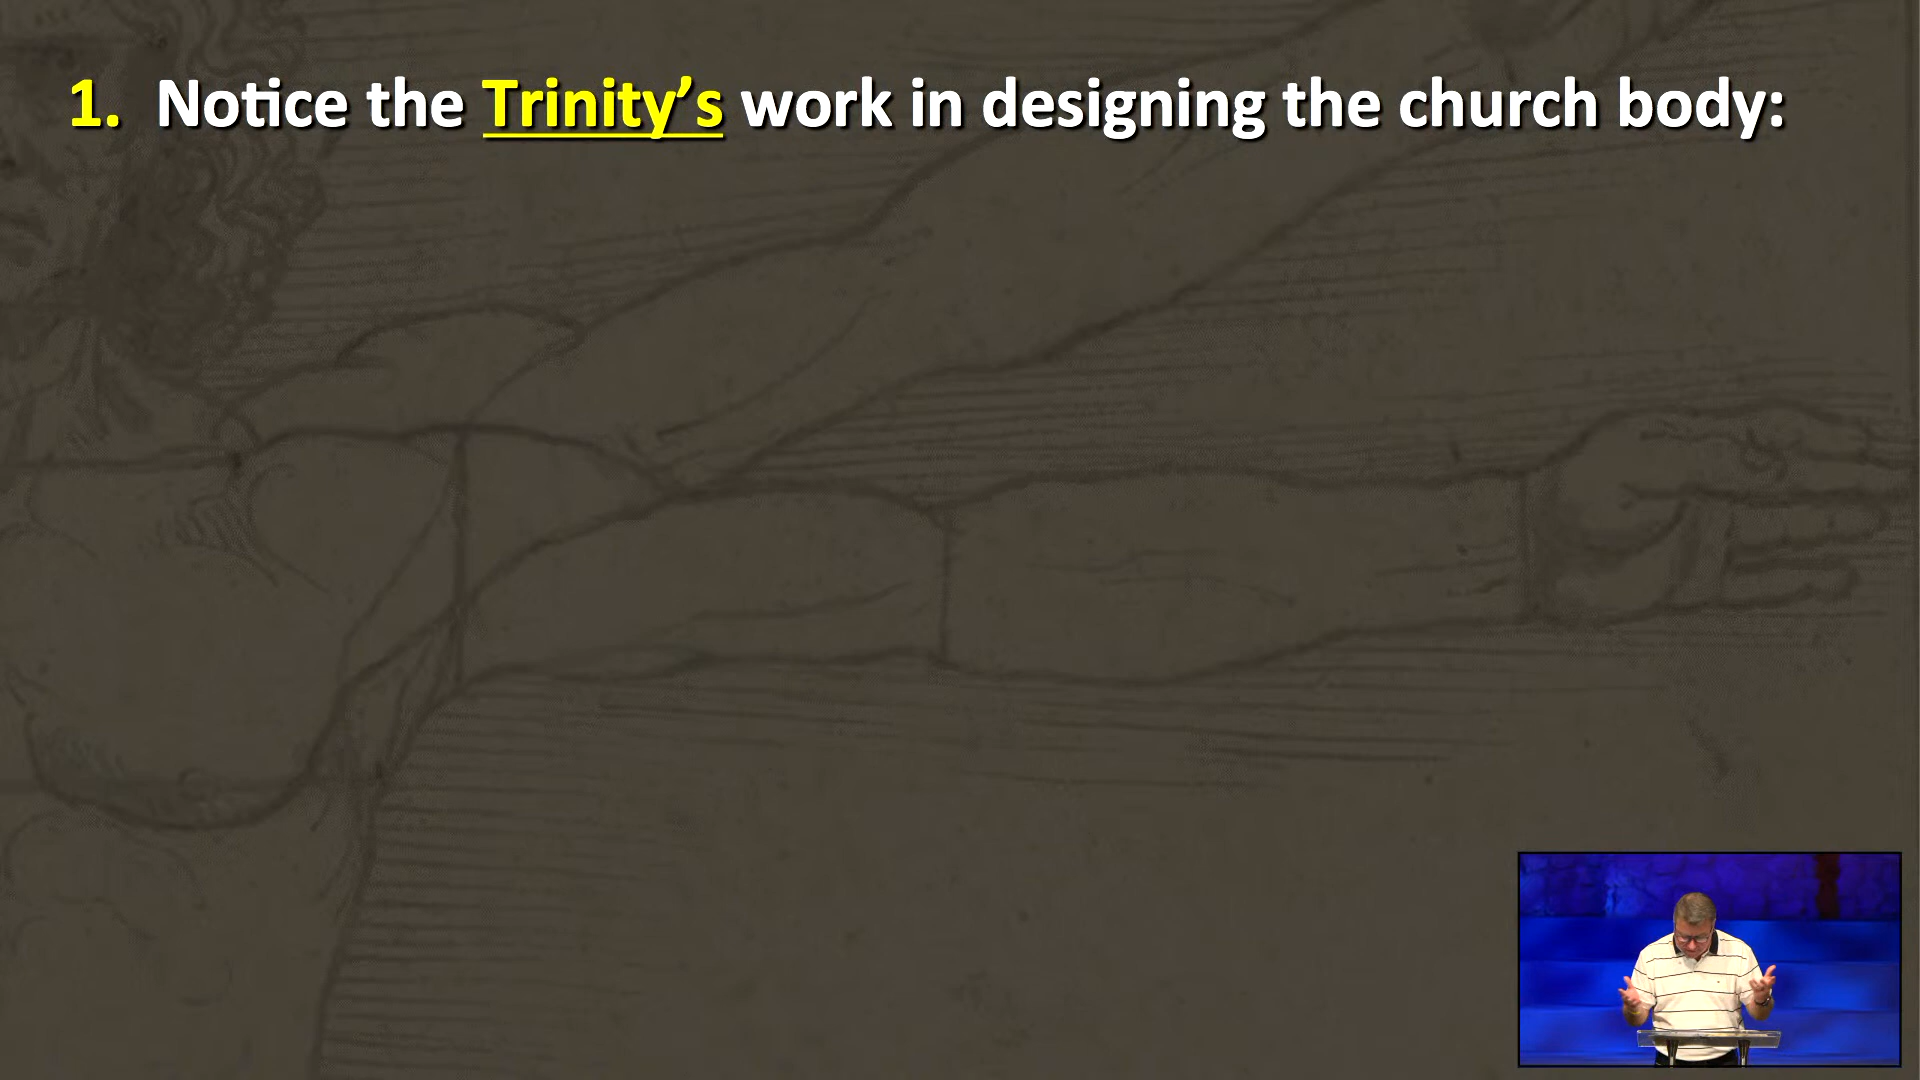 1. Notice the Trinity’s work in designing the church body: